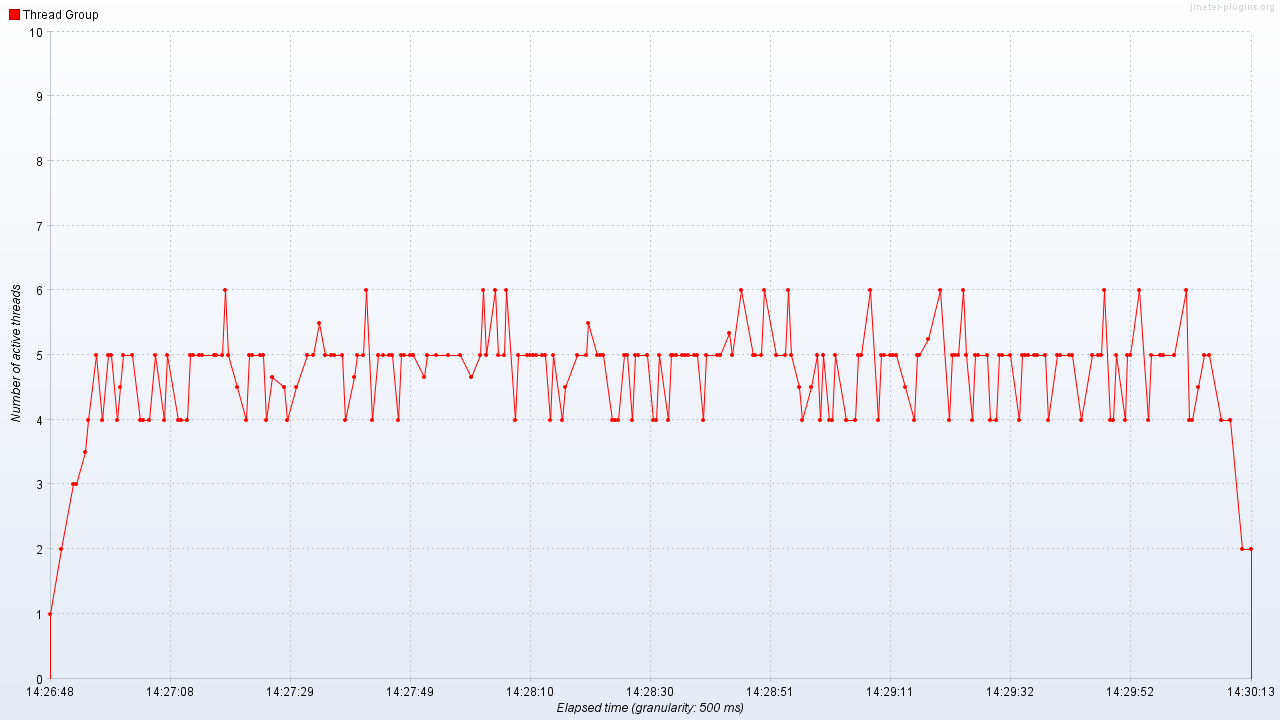 Thread Group
jmeter-plugins.org
10
9
8
7
6
5
4
3
2
1
0
Number of active threads
14:26:48 14:27:08 14:27:29 14:27:49 14:28:10 14:28:30 14:28:51 14:29:11 14:29:32 14:29:52 14:30:13
Elapsed time (granularity: 500 ms)